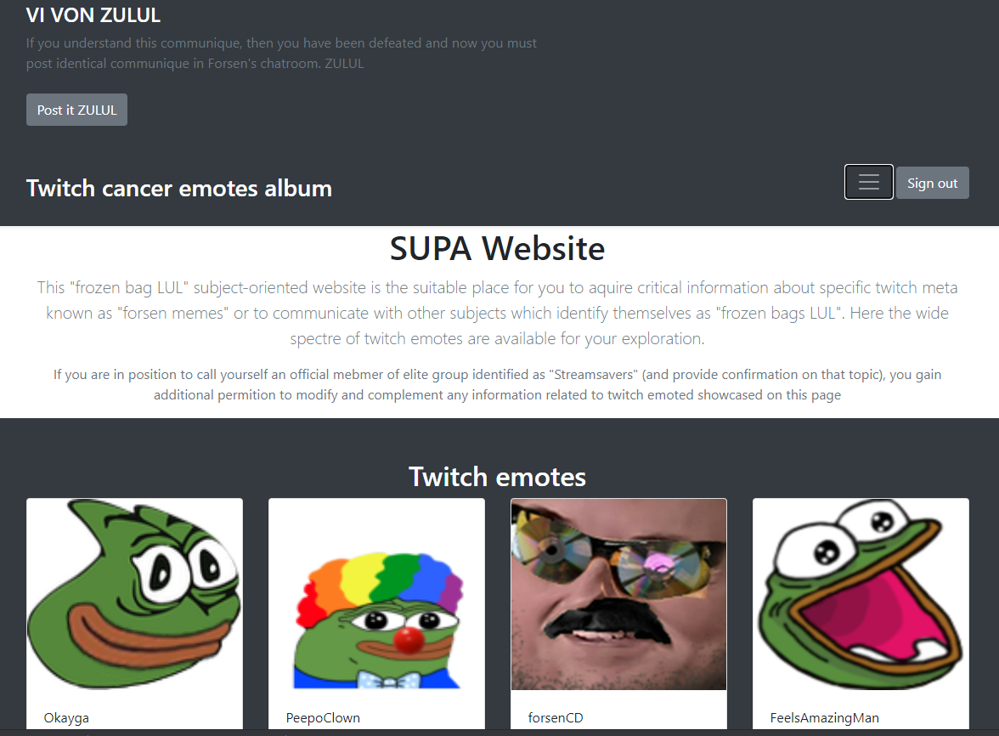 VI VON ZULUL
If you understand this communique, then you have been defeated and now you must
post identical communique in Forsen's chatroom. ZULUL
Post it ZULUL
Twitch cancer emotes album
Sign out
SUPA Website
This "frozen bag LUL" subject-oriented website is the suitable place for you to aquire critical information about specific twitch meta
known as "forsen memes" or to communicate with other subjects which identify themselves as "frozen bags LUL". Here the wide
spectre of twitch emotes are available for your exploration.
If you are in position to call yourself an official mebmer of elite group identified as "Streamsavers" (and provide confirmation on that topic), you gain
additional permition to modify and complement any information related to twitch emoted showcased on this page
Twitch emotes
Okayga
PeepoClown
forsenCD
FeelsAmazingMan